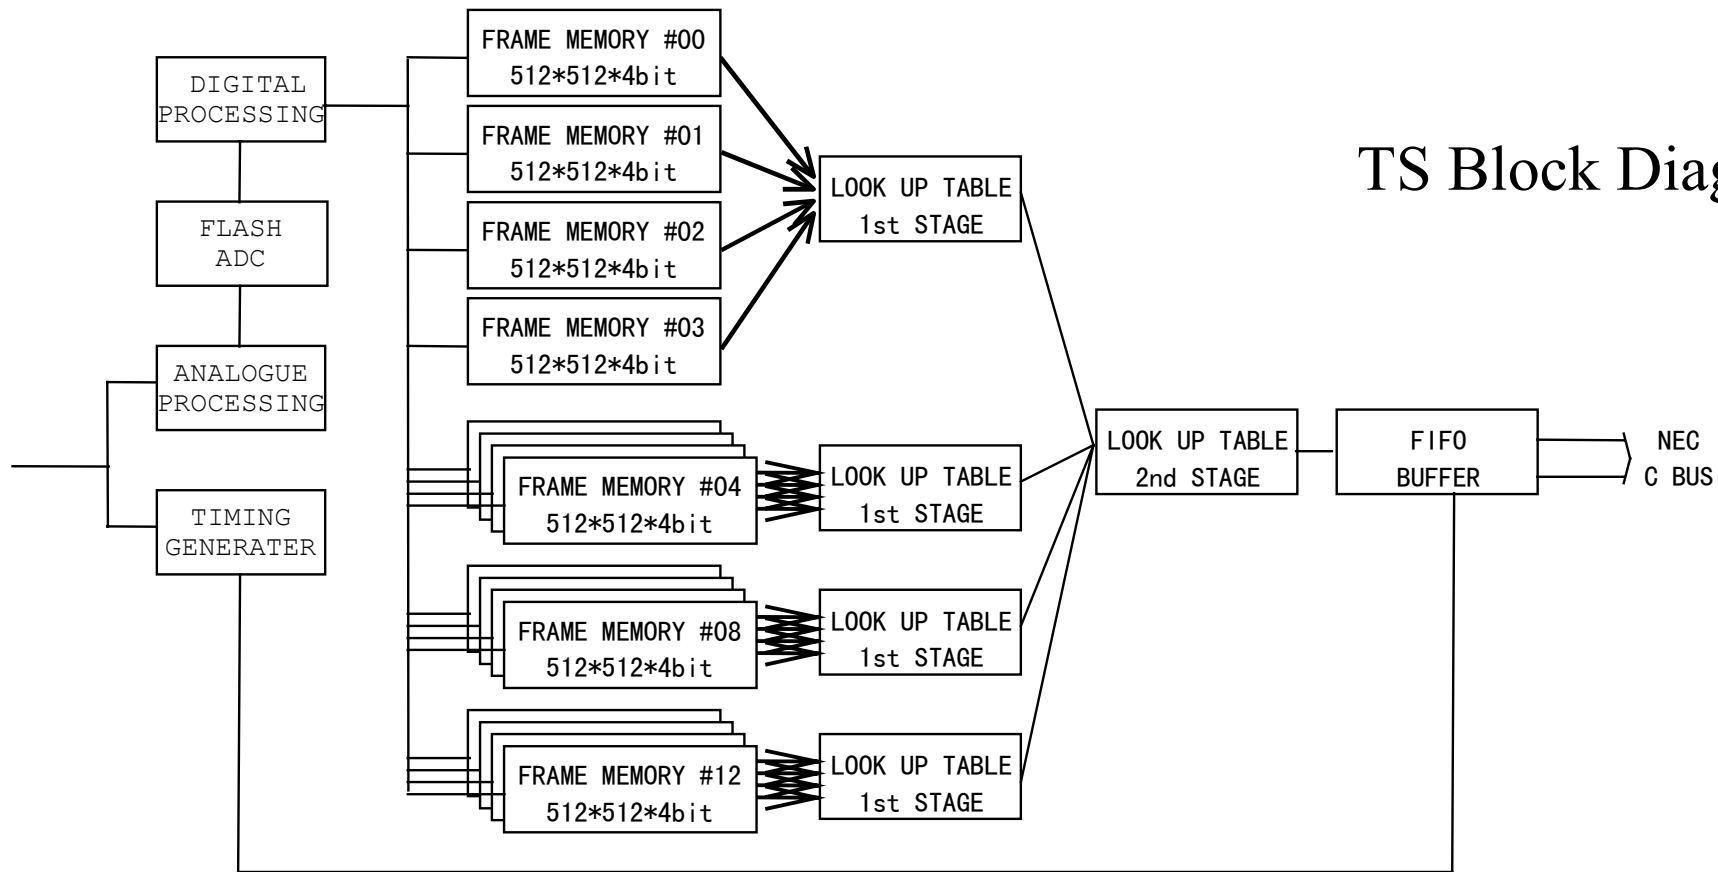 TS Block Diag
DIGITAL
PROCESSING
FLASH
ADC
ANALOGUE
PROCESSING
TIMING
GENERATER
FRAME MEMORY #00
512*512*4bit
FRAME MEMORY #01
512*512*4bit
FRAME MEMORY #02
512*512*4bit
FRAME MEMORY #03
512*512*4bit
FRAME MEMORY #04
512*512*4bit
FRAME MEMORY #08
512*512*4bit
FRAME MEMORY #12
512*512*4bit
LOOK UP TABLE
1st STAGE
LOOK UP TABLE
1st STAGE
LOOK UP TABLE
1st STAGE
LOOK UP TABLE
1st STAGE
LOOK UP TABLE
2nd STAGE
FIFO
BUFFER
NEC
C BUS